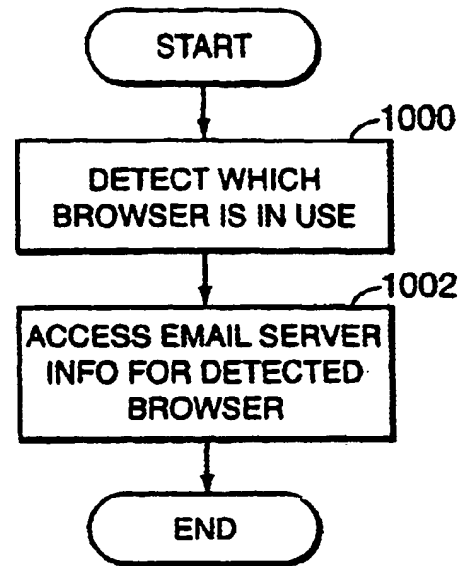 START
1000
DETECT WHICH
BROWSER IS IN USE
1002
ACCESS EMAIL SERVER
INFO FOR DETECTED
BROWSER
END